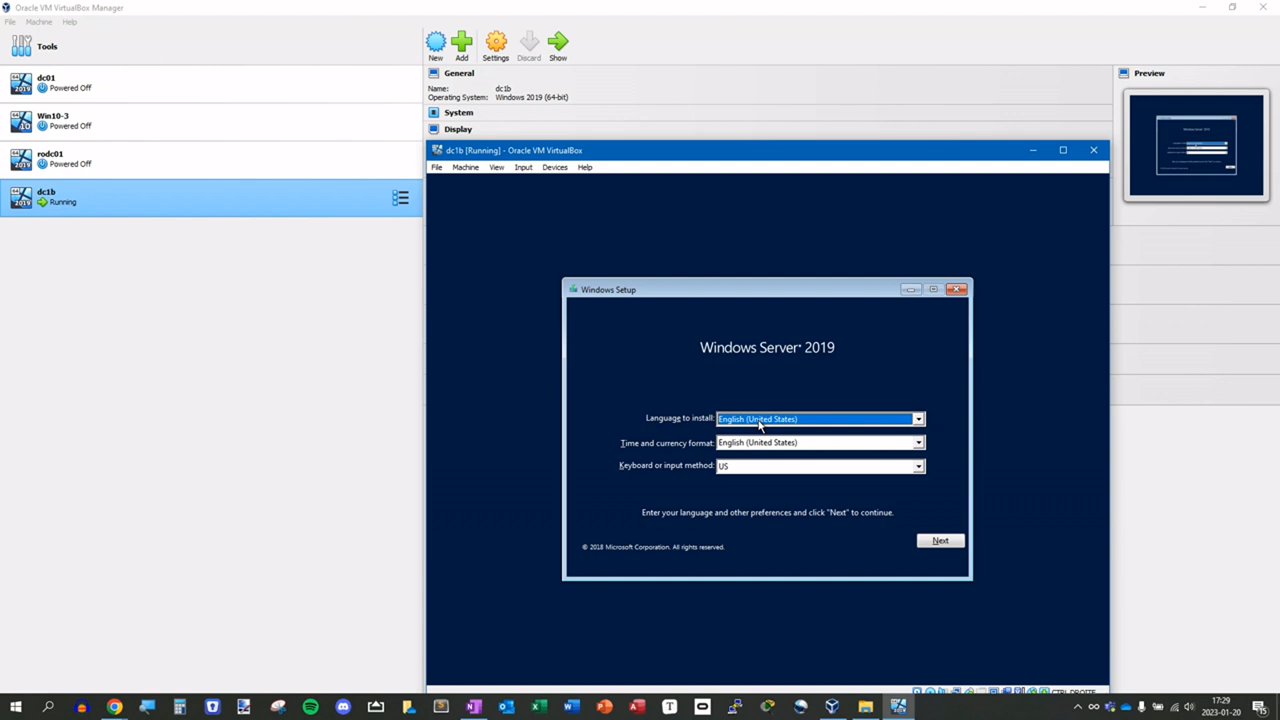 Oracle VM VirtualBox Manager
File Machine Help
Tools
New Add Settings Discard Show
dc01
Powered Off
Win10-3
Powered Off
rodc01
Powered Off
dc1b
Running
General
Name: dc1b
Operating System: Windows 2019 (64-bit)
System
Display
Preview
dc1b [Running] - Oracle VM VirtualBox
File Machine View Input Devices Help
Windows Setup
Windows Server® 2019
Language to install: English (United States)
Time and currency format: English (United States)
Keyboard or input method: US
Enter your language and other preferences and click "Next" to continue.
Next
© 2018 Microsoft Corporation. All rights reserved.
CTRL DROITE
17:29
2023-01-20